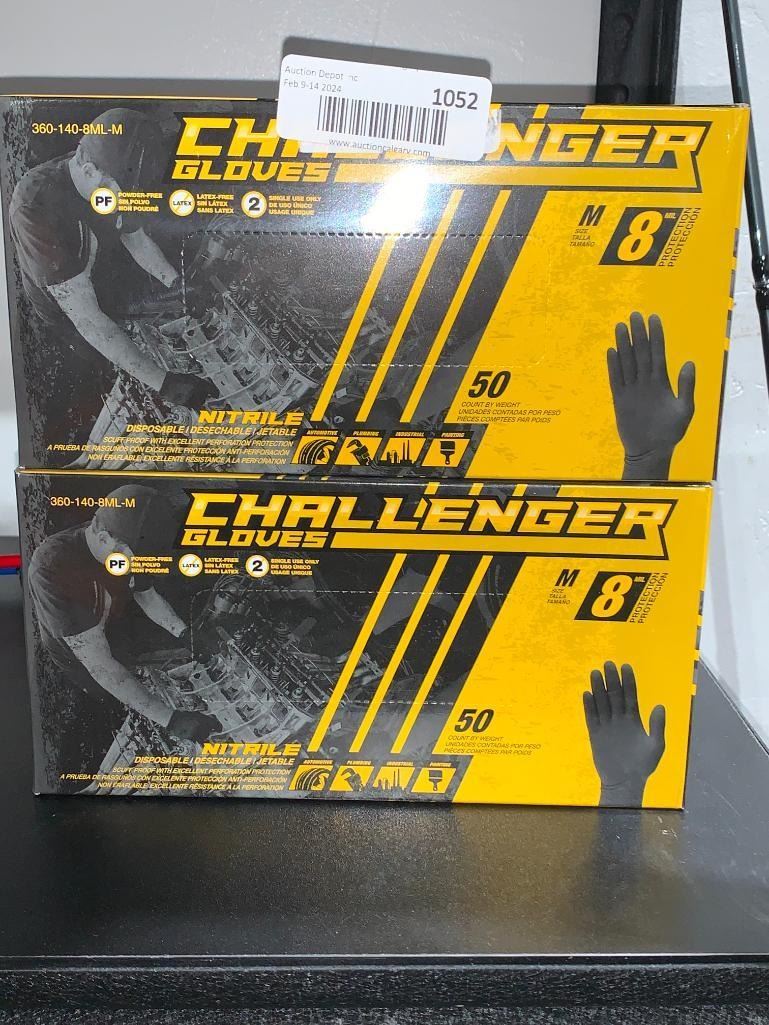 Auction Depot Inc
Feb 9-14 2024
1052
www.auctioncalgary.com
360-140-8ML-M
CHALLENGER
GLOVES
PF
POWDER-FREE
SIN POLVO
NON POUDRÉ
LATEX
LATEX-FREE
SIN LÁTEX
SANS LATEX
2
SINGLE USE ONLY
DE USO ÚNICO
USAGE UNIQUE
M
SIZE
TALLA
TAMAÑO
8 MIL
PROTECTION
PROTECCIÓN
50
COUNT BY WEIGHT
UNIDADES CONTADAS POR PESO
PIÈCES COMPTÉES PAR POIDS
NITRILE
DISPOSABLE | DESECHABLE | JETABLE
SCUFF-PROOF WITH EXCELLENT PERFORATION PROTECTION
A PRUEBA DE RASGUÑOS CON EXCELENTE PROTECCIÓN ANTI-PERFORACIÓN
NON ÉRAFLABLE, EXCELLENTE RÉSISTANCE À LA PERFORATION
AUTOMOTIVE PLUMBING INDUSTRIAL PAINTING
360-140-8ML-M
CHALLENGER
GLOVES
PF
POWDER-FREE
SIN POLVO
NON POUDRÉ
LATEX
LATEX-FREE
SIN LÁTEX
SANS LATEX
2
SINGLE USE ONLY
DE USO ÚNICO
USAGE UNIQUE
M
SIZE
TALLA
TAMAÑO
8 MIL
PROTECTION
PROTECCIÓN
50
COUNT BY WEIGHT
UNIDADES CONTADAS POR PESO
PIÈCES COMPTÉES PAR POIDS
NITRILE
DISPOSABLE | DESECHABLE | JETABLE
SCUFF-PROOF WITH EXCELLENT PERFORATION PROTECTION
A PRUEBA DE RASGUÑOS CON EXCELENTE PROTECCIÓN ANTI-PERFORACIÓN
NON ÉRAFLABLE, EXCELLENTE RÉSISTANCE À LA PERFORATION
AUTOMOTIVE PLUMBING INDUSTRIAL PAINTING